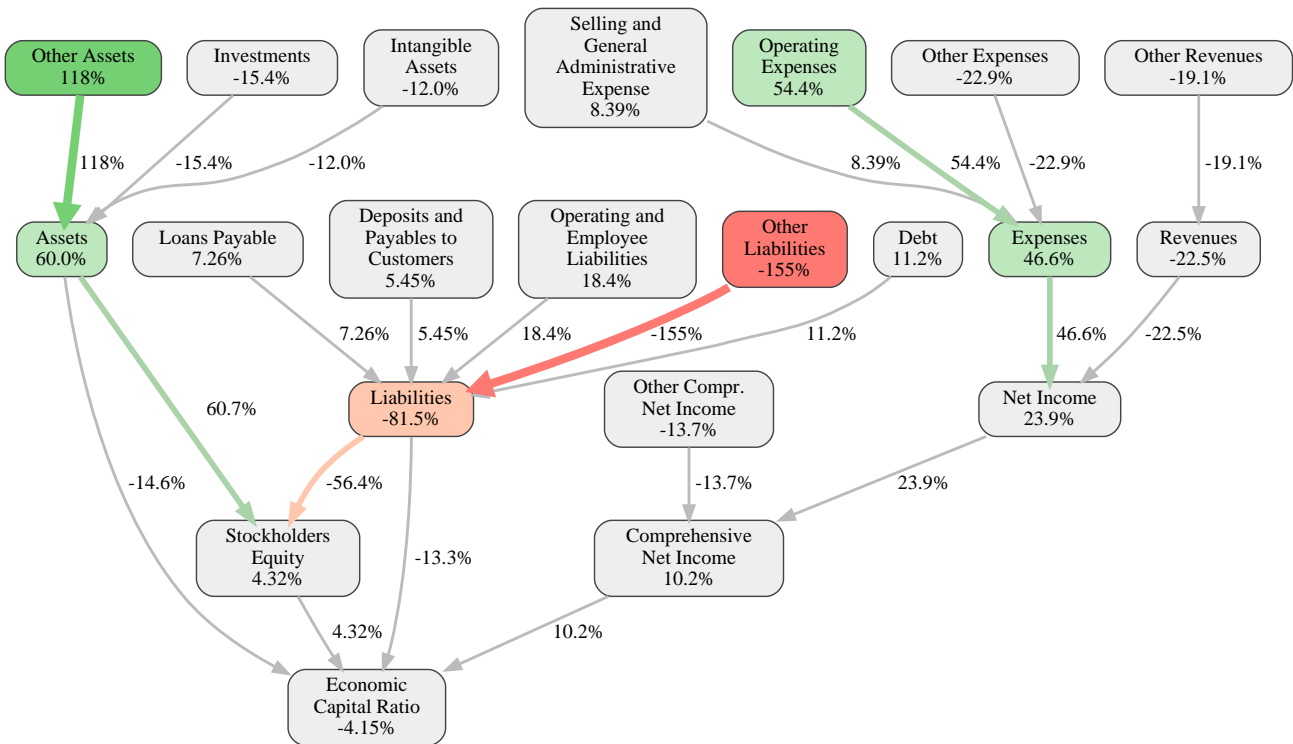 Other Assets
118%
Investments
-15.4%
Intangible
Assets
-12.0%
Selling and
General
Administrative
Expense
8.39%
Operating
Expenses
54.4%
Other Expenses
-22.9%
Other Revenues
-19.1%
118%
-15.4%
-12.0%
8.39%
54.4%
-22.9%
-19.1%
Assets
60.0%
Loans Payable
7.26%
Deposits and
Payables to
Customers
5.45%
Operating and
Employee
Liabilities
18.4%
Other
Liabilities
-155%
Debt
11.2%
Expenses
46.6%
Revenues
-22.5%
7.26%
5.45%
18.4%
-155%
11.2%
46.6%
-22.5%
60.7%
Liabilities
-81.5%
Other Compr.
Net Income
-13.7%
Net Income
23.9%
-14.6%
-56.4%
-13.7%
23.9%
Stockholders
Equity
4.32%
-13.3%
Comprehensive
Net Income
10.2%
4.32%
10.2%
Economic
Capital Ratio
-4.15%